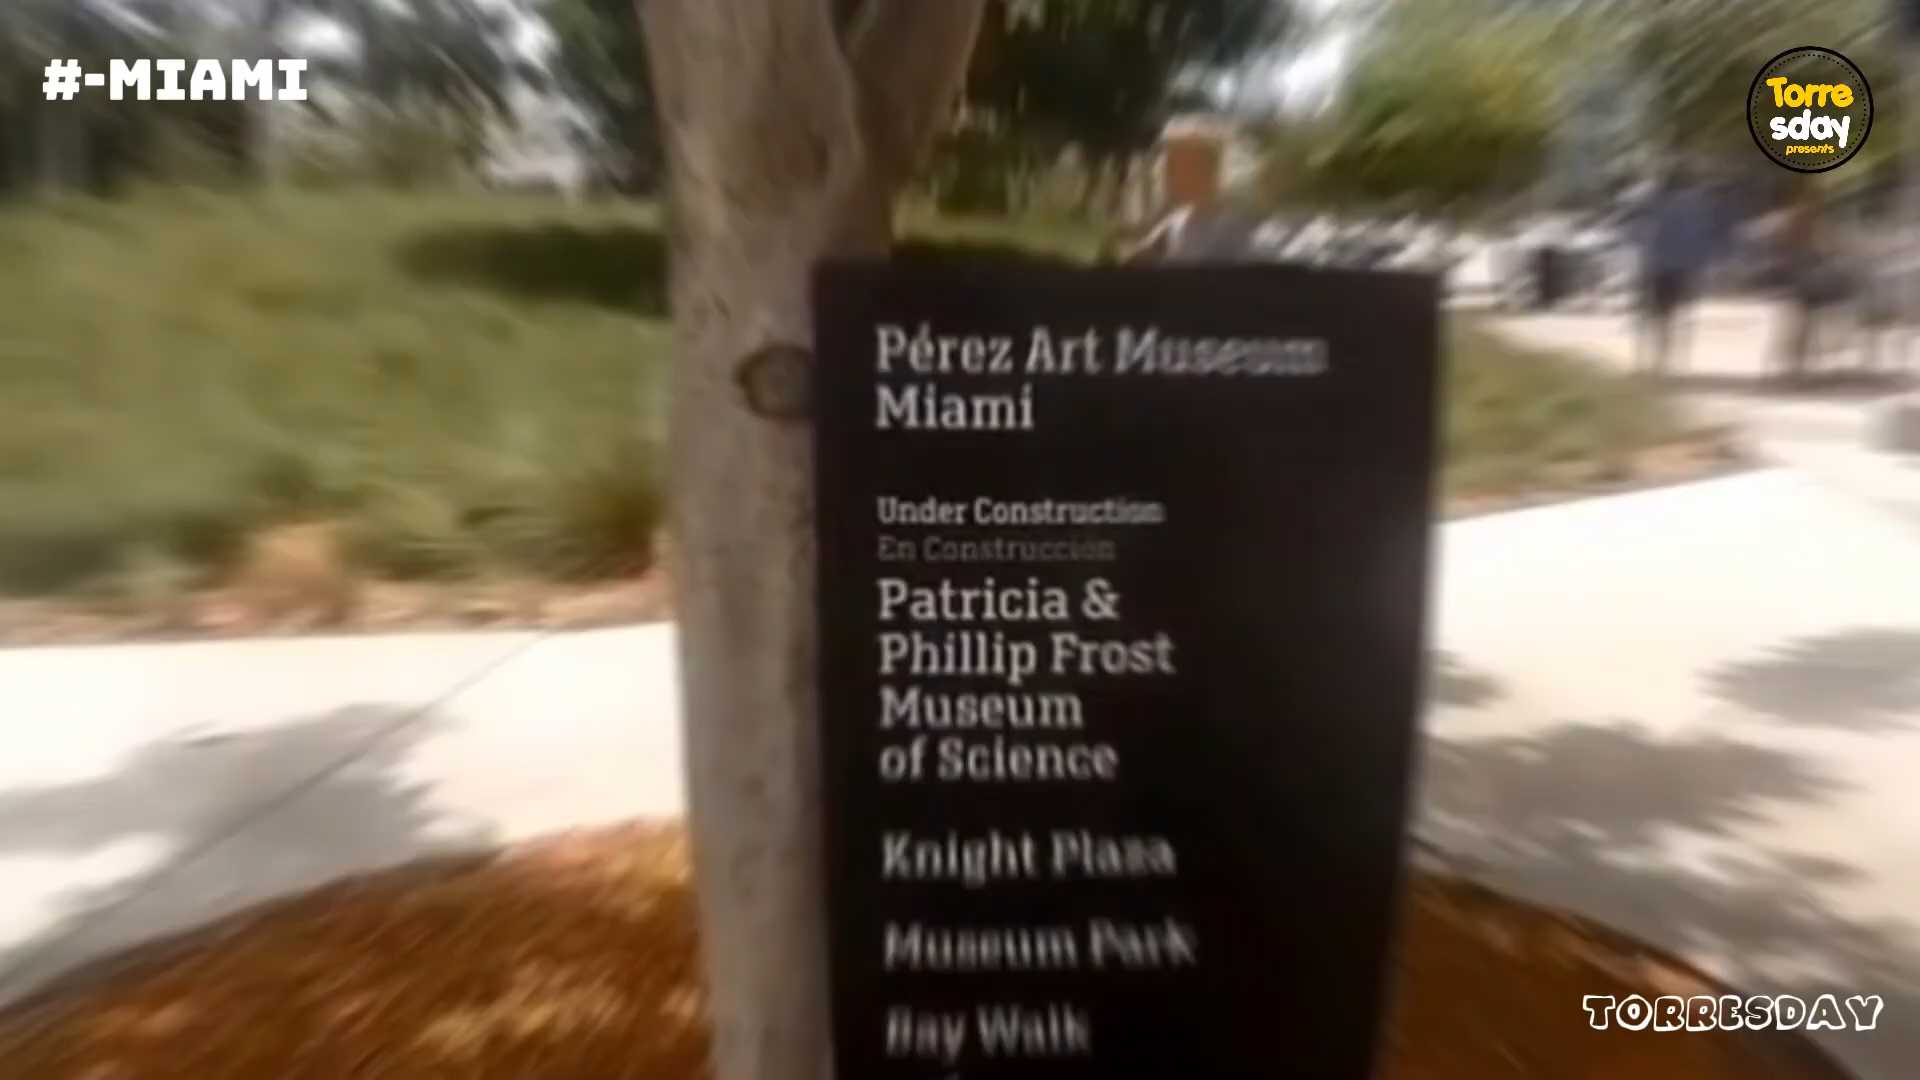 #-MIAMI
Torre
sday
presents
Pérez Art Museum
Miami
Under Construction
En Construcción
Patricia &
Phillip Frost
Museum
of Science
Knight Plaza
Museum Park
Bay Walk
TORRESDAY